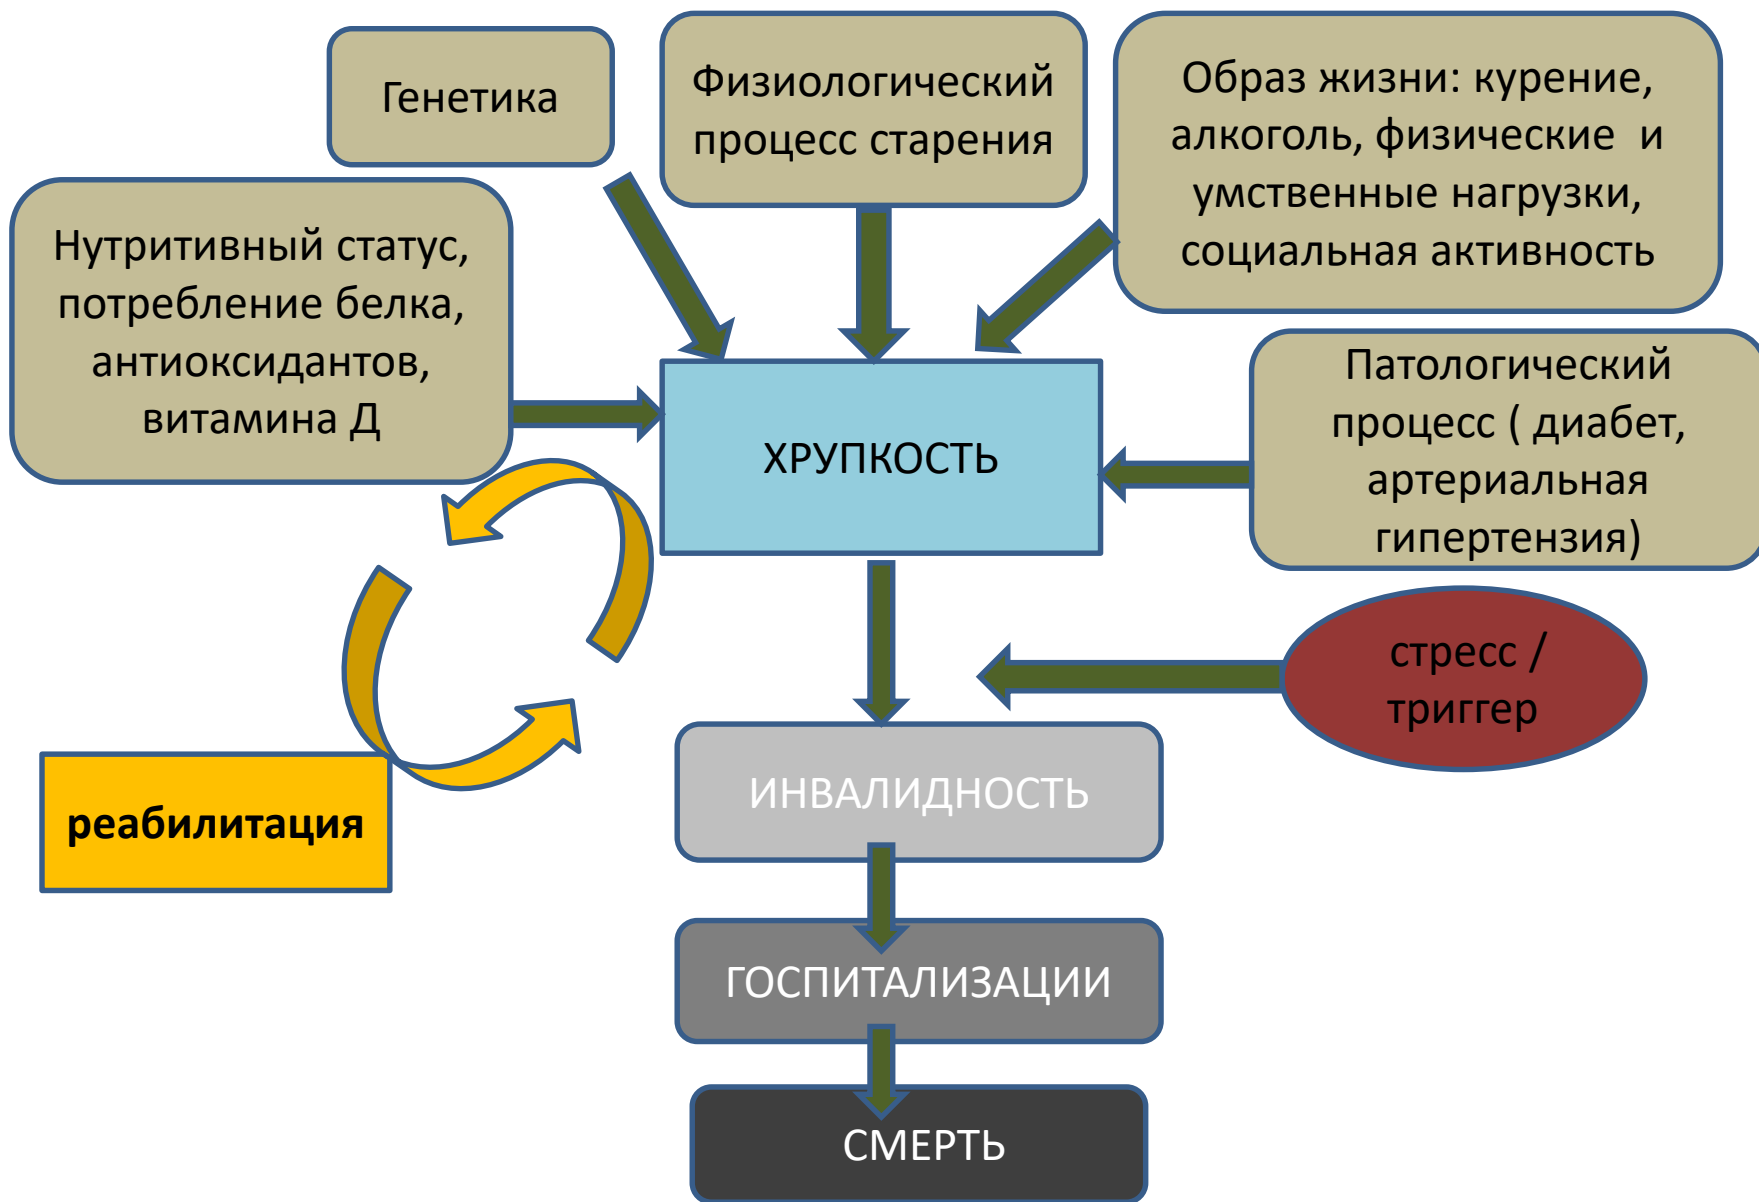 Генетика
Физиологический
процесс старения
Образ жизни: курение,
алкоголь, физические и
умственные нагрузки,
социальная активность
Нутритивный статус,
потребление белка,
антиоксидантов,
витамина Д
ХРУПКОСТЬ
Патологический
процесс ( диабет,
артериальная
гипертензия)
стресс /
триггер
ИНВАЛИДНОСТЬ
реабилитация
ГОСПИТАЛИЗАЦИИ
СМЕРТЬ